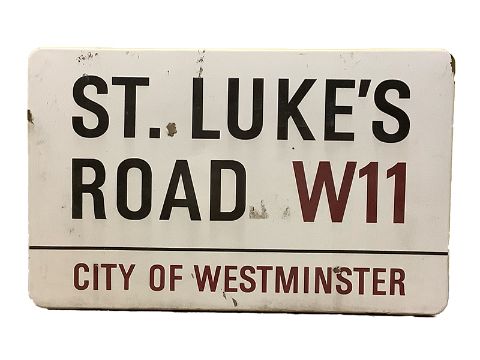 ST. LUKE'S
ROAD W11
CITY OF WESTMINSTER